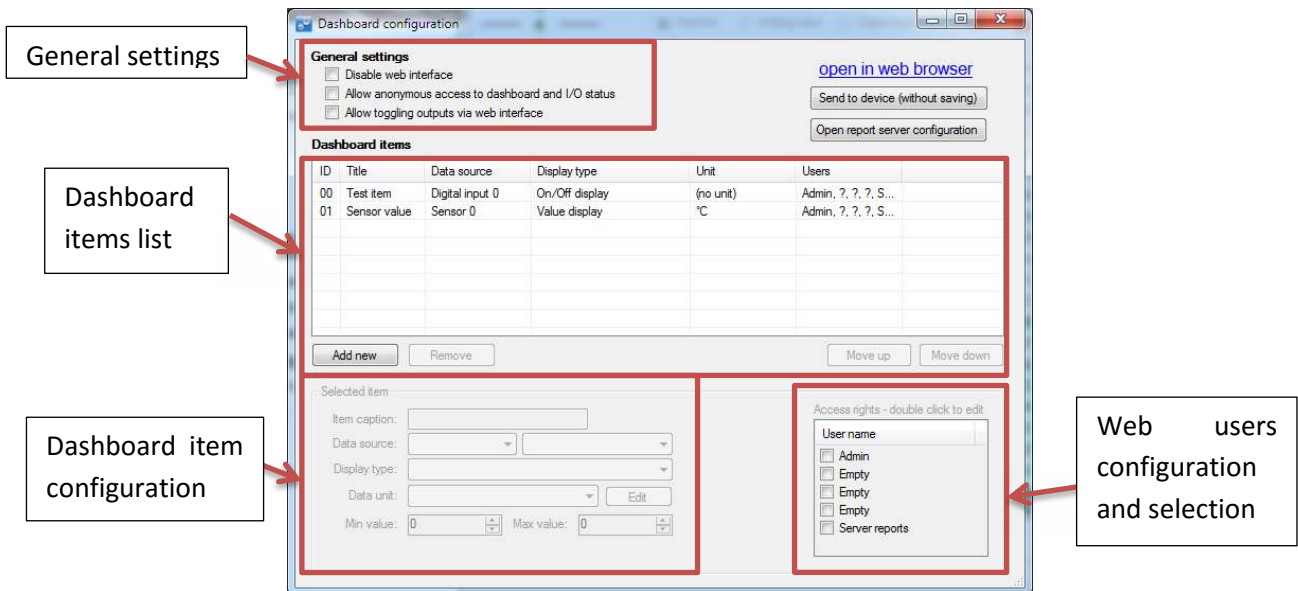 Dashboard configuration
General settings
General settings
Disable web interface
Allow anonymous access to dashboard and I/O status
Allow toggling outputs via web interface
open in web browser
Send to device (without saving)
Open report server configuration
Dashboard items
Dashboard
items list
ID Title Data source Display type Unit Users
00 Test item Digital input 0 On/Off display (no unit) Admin, ?, ?, ?, S...
01 Sensor value Sensor 0 Value display °C Admin, ?, ?, ?, S...
Add new Remove Move up Move down
Dashboard item
configuration
Selected item
Item caption:
Data source:
Display type:
Data unit: Edit
Min value: 0 Max value: 0
Access rights - double click to edit
User name
Admin
Empty
Empty
Empty
Server reports
Web users
configuration
and selection